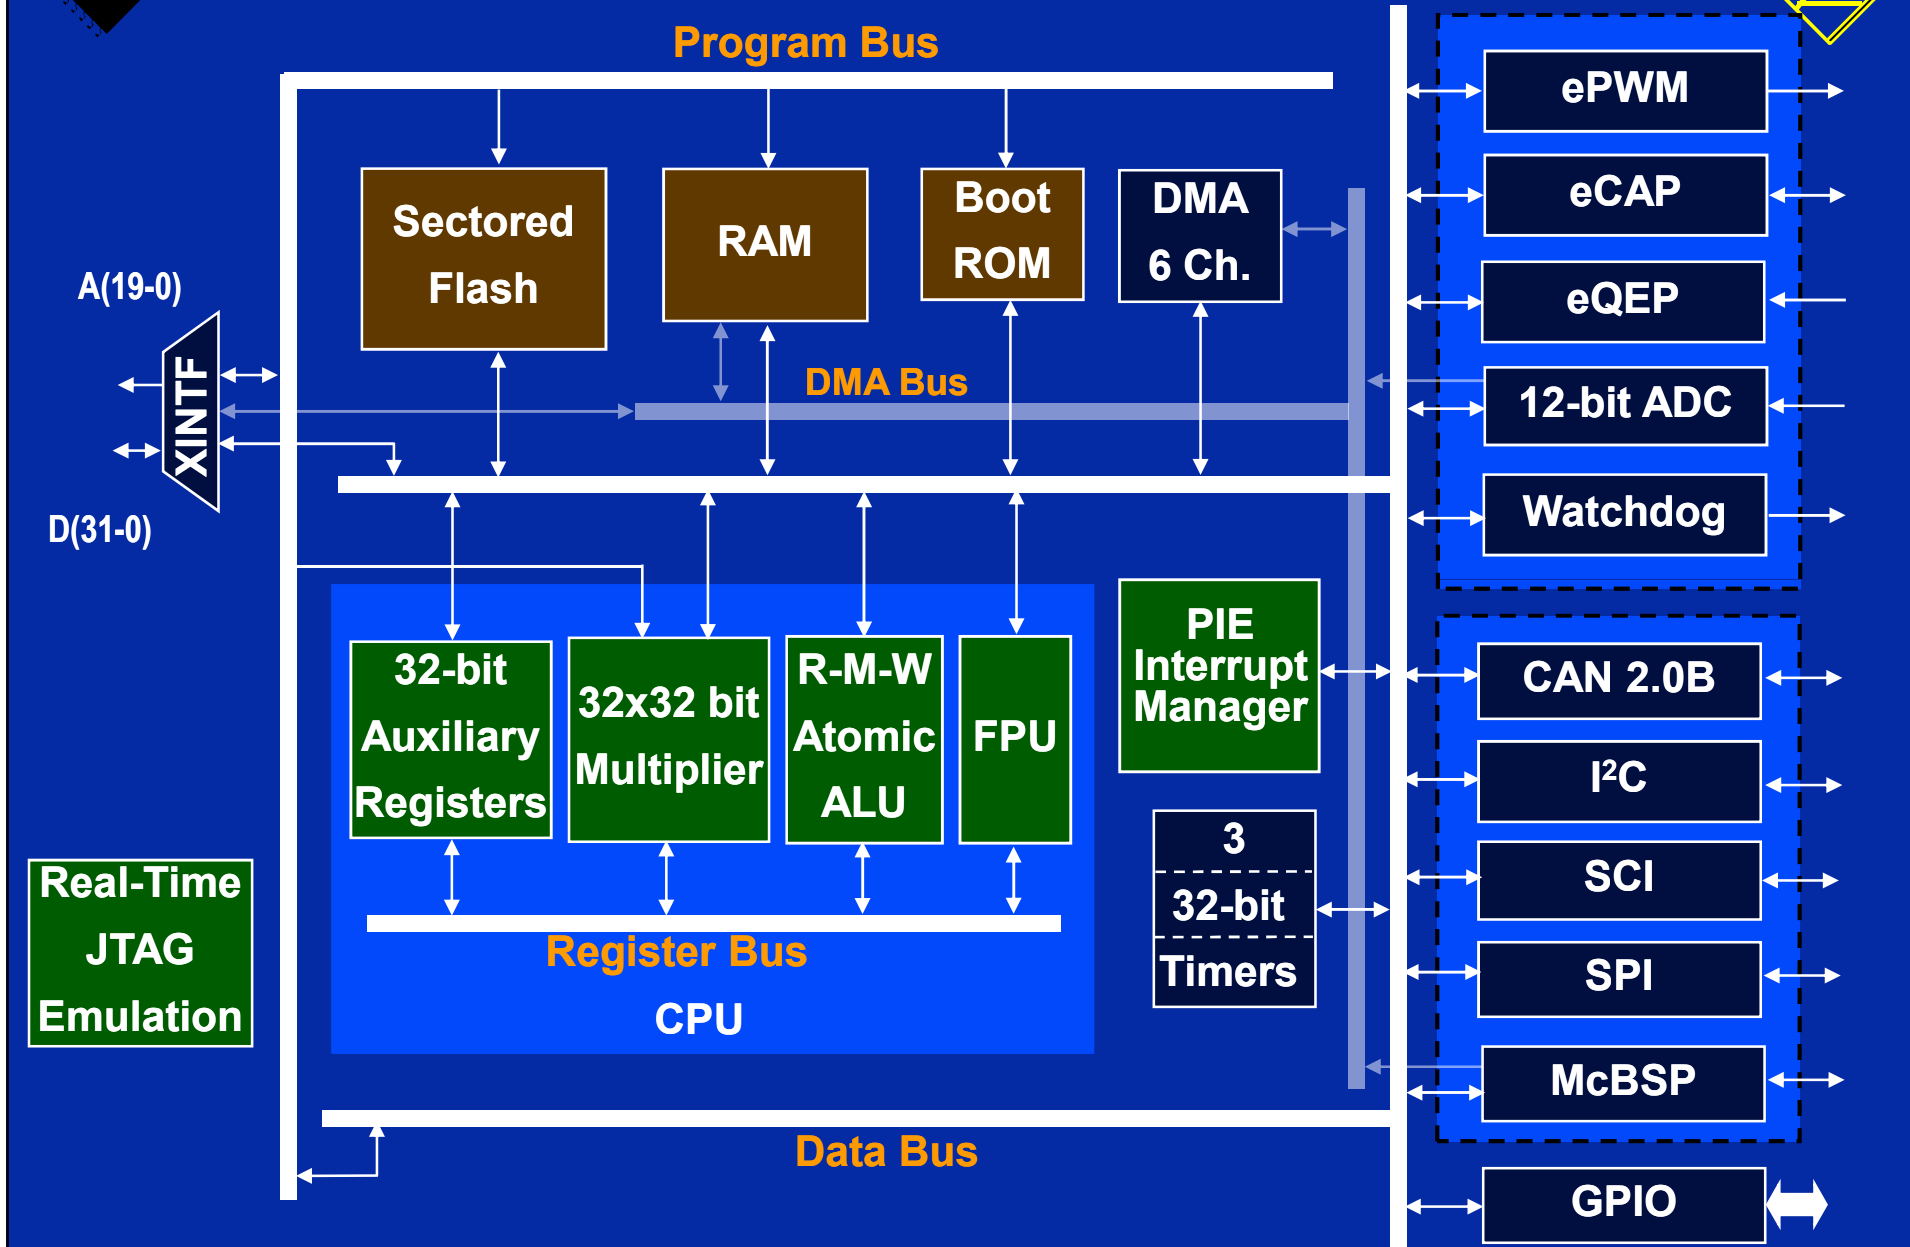 Program Bus
ePWM
eCAP
eQEP
12-bit ADC
Watchdog
Sectored
Flash
RAM
Boot
ROM
DMA
6 Ch.
A(19-0)
XINTF
D(31-0)
DMA Bus
PIE
Interrupt
Manager
32-bit
Auxiliary
Registers
32x32 bit
Multiplier
R-M-W
Atomic
ALU
FPU
CAN 2.0B
I²C
SCI
SPI
McBSP
3
32-bit
Timers
Real-Time
JTAG
Emulation
Register Bus
CPU
Data Bus
GPIO